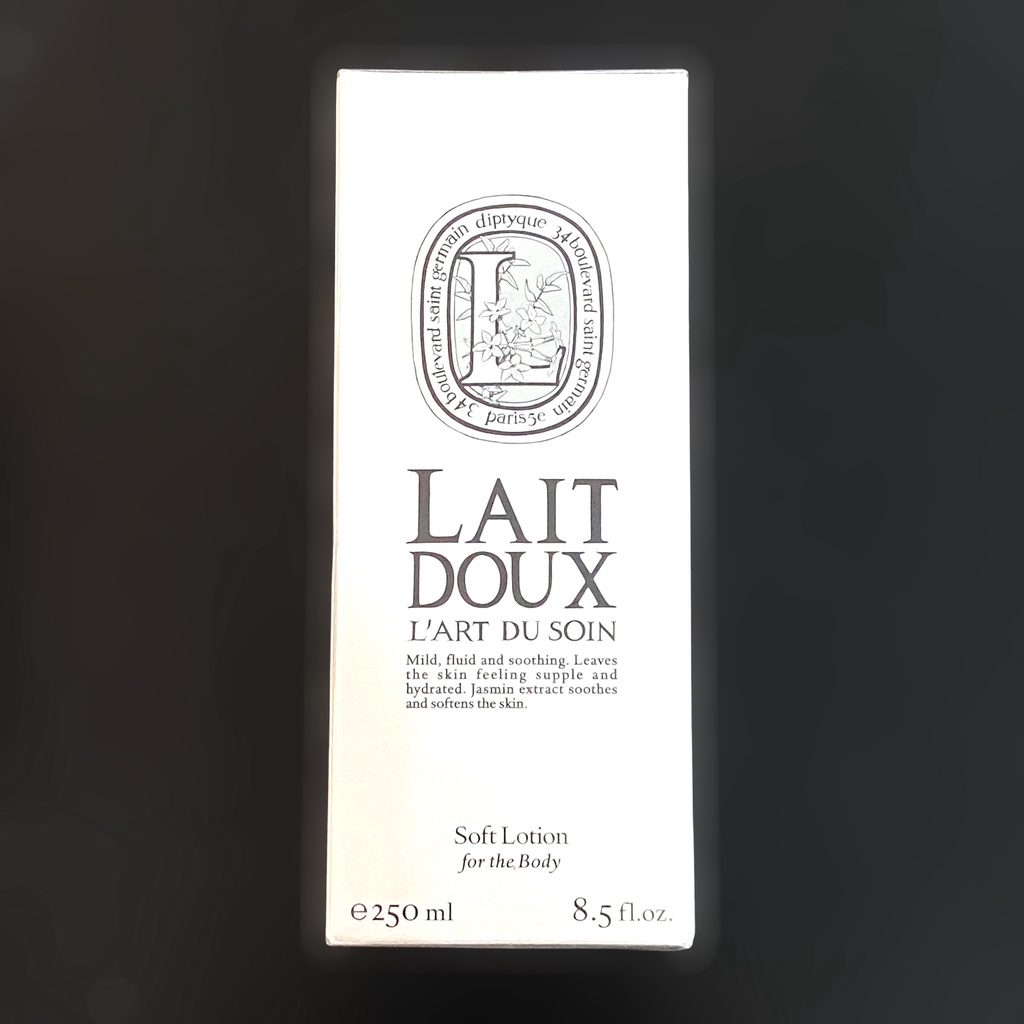 diptyque 34 boulevard saint germain paris 5e 34 boulevard saint germain
L
LAIT
DOUX
L'ART DU SOIN
Mild, fluid and soothing. Leaves
the skin feeling supple and
hydrated. Jasmin extract soothes
and softens the skin.
Soft Lotion
for the Body
℮250 ml
8.5 fl.oz.